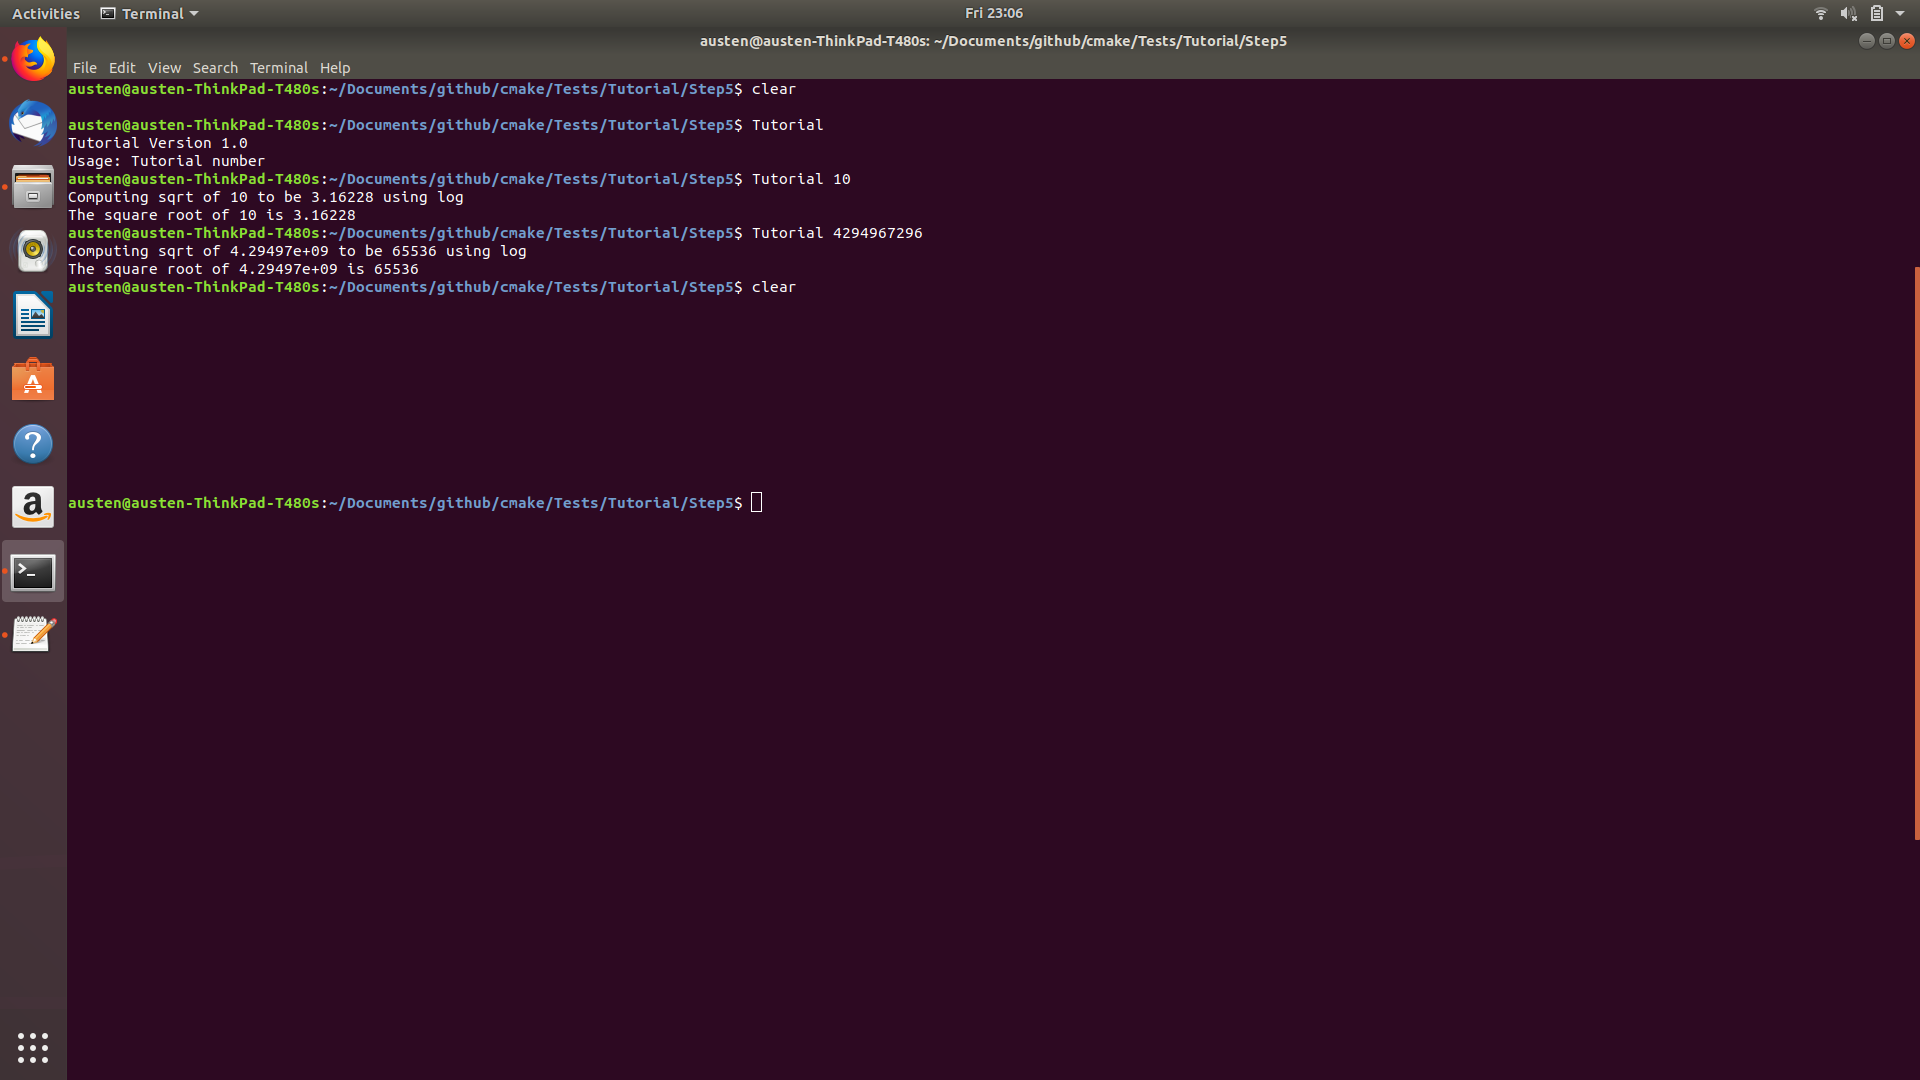 Activities Terminal Fri 23:06
austen@austen-ThinkPad-T480s: ~/Documents/github/cmake/Tests/Tutorial/Step5
File Edit View Search Terminal Help
austen@austen-ThinkPad-T480s:~/Documents/github/cmake/Tests/Tutorial/Step5$ clear
austen@austen-ThinkPad-T480s:~/Documents/github/cmake/Tests/Tutorial/Step5$ Tutorial
Tutorial Version 1.0
Usage: Tutorial number
austen@austen-ThinkPad-T480s:~/Documents/github/cmake/Tests/Tutorial/Step5$ Tutorial 10
Computing sqrt of 10 to be 3.16228 using log
The square root of 10 is 3.16228
austen@austen-ThinkPad-T480s:~/Documents/github/cmake/Tests/Tutorial/Step5$ Tutorial 4294967296
Computing sqrt of 4.29497e+09 to be 65536 using log
The square root of 4.29497e+09 is 65536
austen@austen-ThinkPad-T480s:~/Documents/github/cmake/Tests/Tutorial/Step5$ clear
austen@austen-ThinkPad-T480s:~/Documents/github/cmake/Tests/Tutorial/Step5$